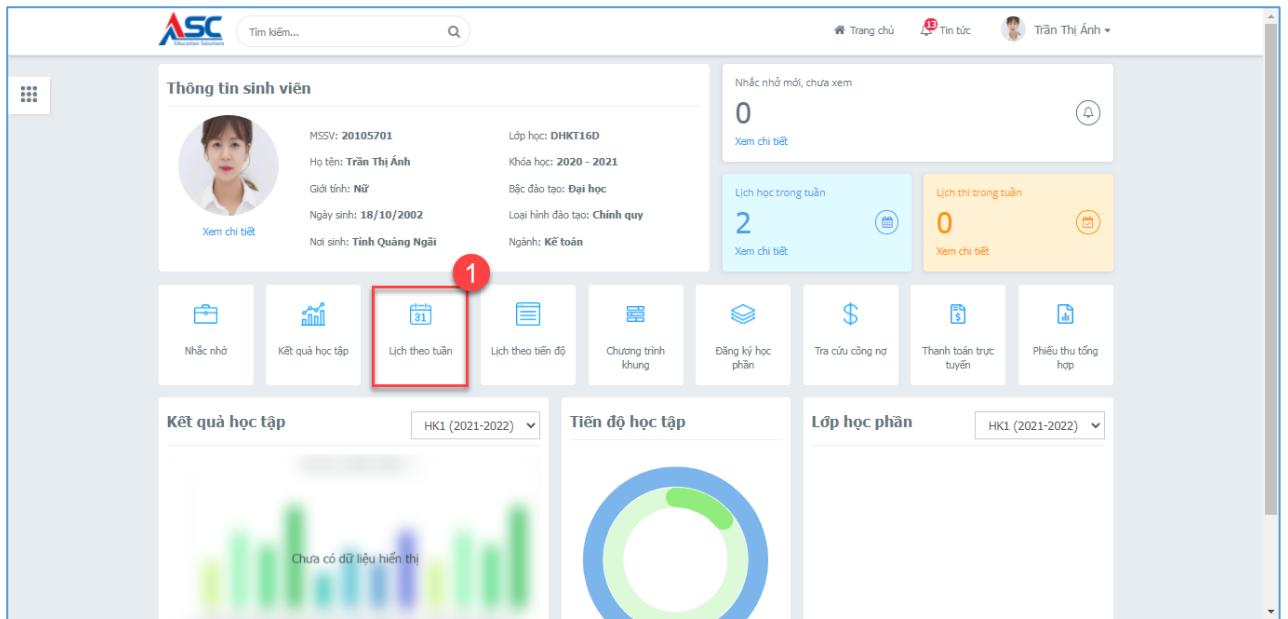 ASC
Education Solutions
Tìm kiếm...
Trang chủ
13
Tin tức
Trần Thị Ánh
Thông tin sinh viên
MSSV: 20105701
Họ tên: Trần Thị Ánh
Giới tính: Nữ
Ngày sinh: 18/10/2002
Nơi sinh: Tỉnh Quảng Ngãi
Lớp học: DHKT16D
Khóa học: 2020 - 2021
Bậc đào tạo: Đại học
Loại hình đào tạo: Chính quy
Ngành: Kế toán
Xem chi tiết
Nhắc nhở mới, chưa xem
0
Xem chi tiết
Lịch học trong tuần
2
Xem chi tiết
Lịch thi trong tuần
0
Xem chi tiết
1
Nhắc nhở
Kết quả học tập
31
Lịch theo tuần
Lịch theo tiến độ
Chương trình
khung
Đăng ký học
phần
Tra cứu công nợ
Thanh toán trực
tuyến
Phiếu thu tổng
hợp
Kết quả học tập
HK1 (2021-2022)
Chưa có dữ liệu hiển thị
Tiến độ học tập
Lớp học phần
HK1 (2021-2022)